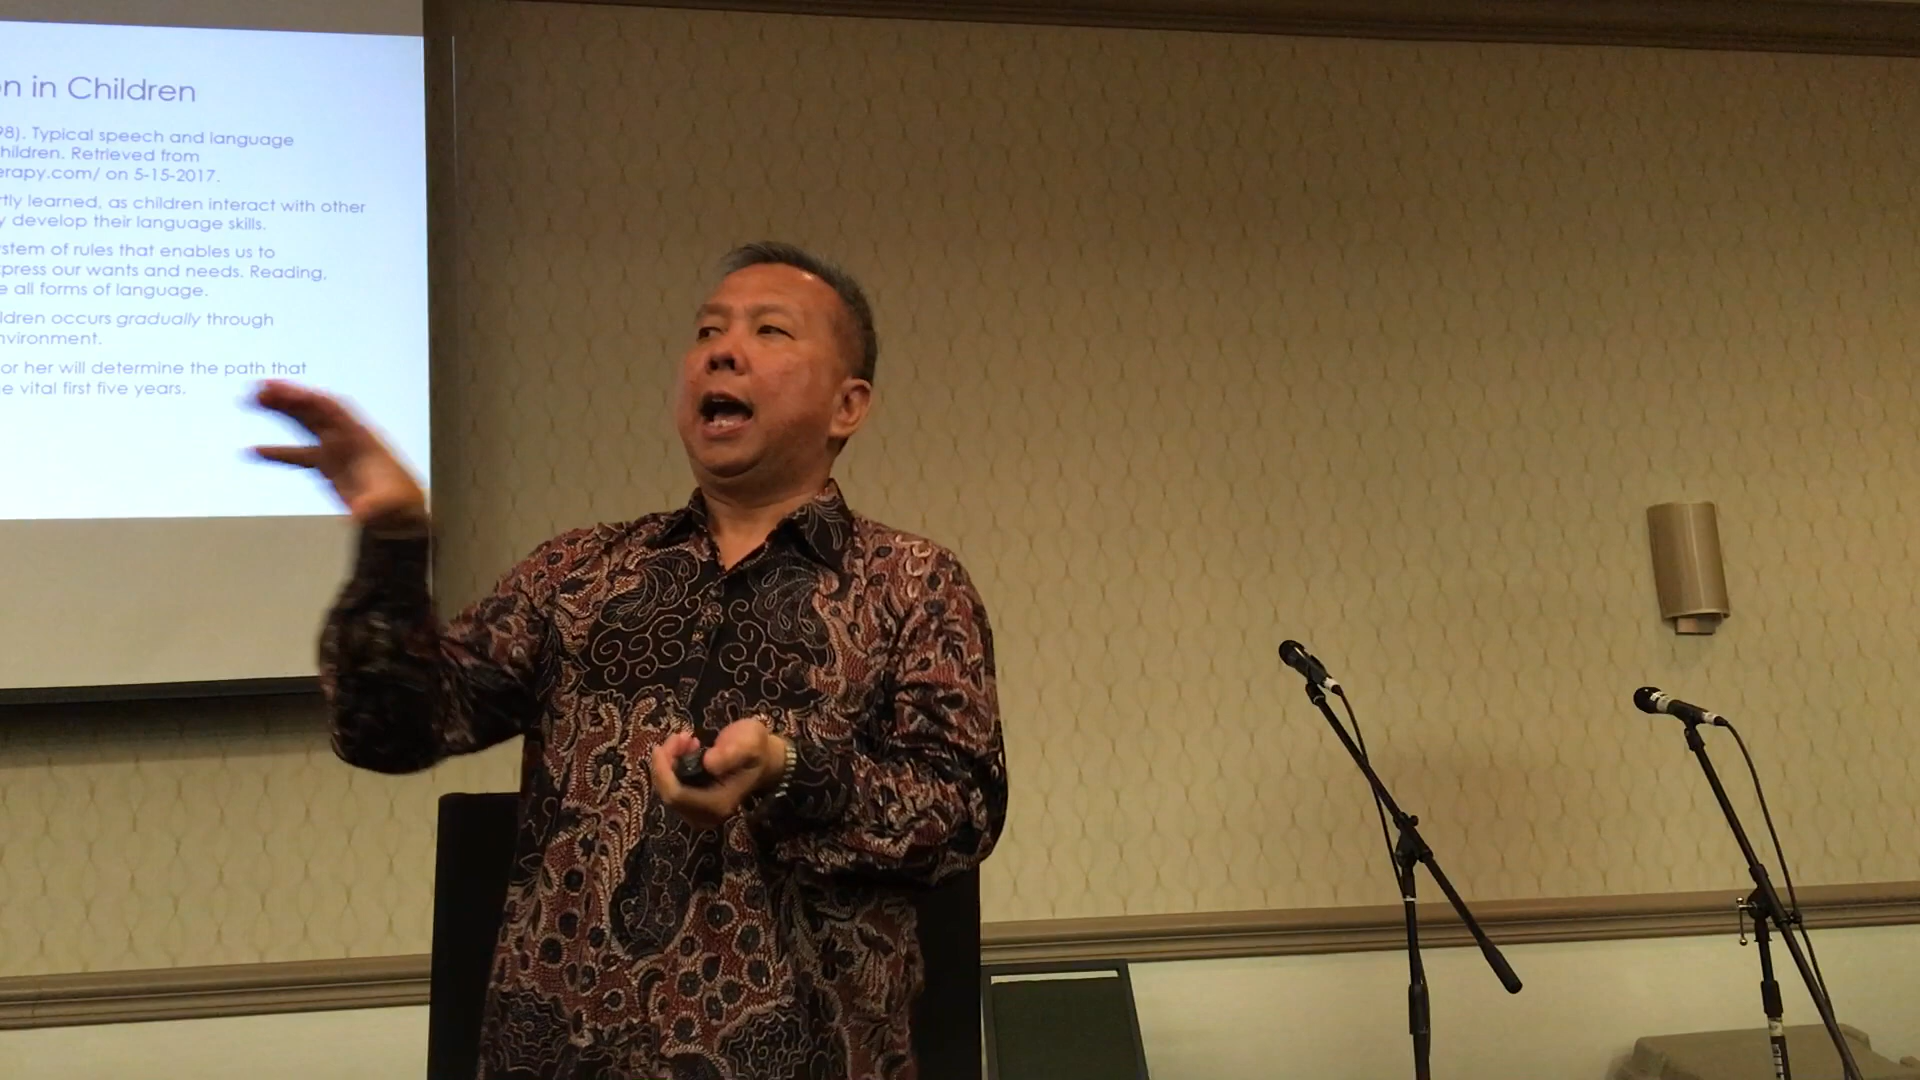 n in Children
98). Typical speech and language
hildren. Retrieved from
erapy.com/ on 5-15-2017.
rtly learned, as children interact with other
y develop their language skills.
stem of rules that enables us to
xpress our wants and needs. Reading,
e all forms of language.
ldren occurs gradually through
nvironment.
or her will determine the path that
e vital first five years.